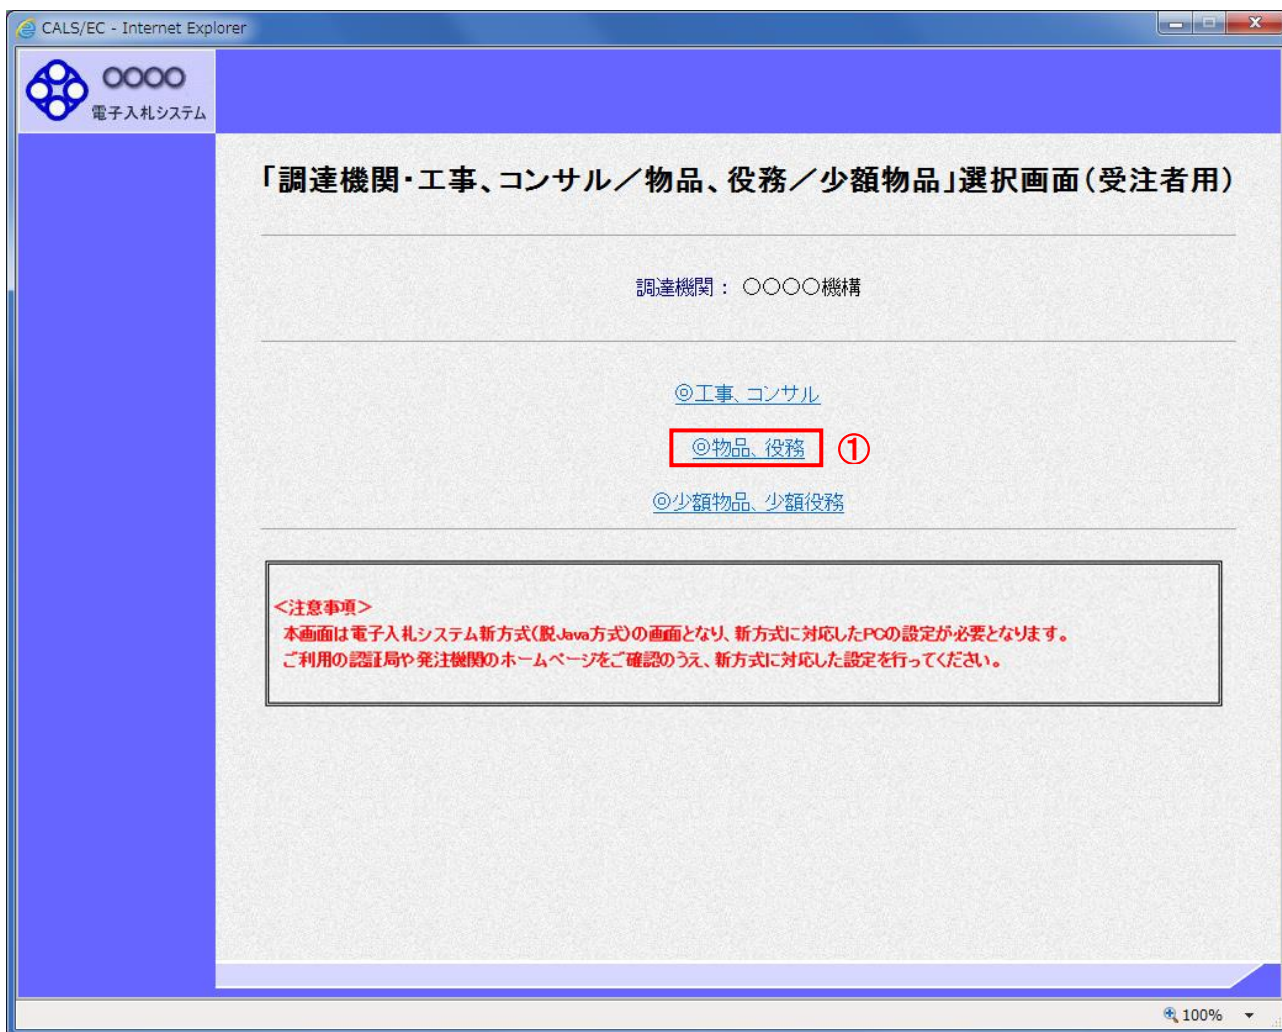 CALS/EC - Internet Explorer
〇〇〇〇
電子入札システム
「調達機関・工事、コンサル／物品、役務／少額物品」選択画面(受注者用)
調達機関： 〇〇〇〇機構
◎工事、コンサル
◎物品、役務 ①
◎少額物品、少額役務
＜注意事項＞
本画面は電子入札システム新方式(脱Java方式)の画面となり、新方式に対応したPCの設定が必要となります。
ご利用の認証局や発注機関のホームページをご確認のうえ、新方式に対応した設定を行ってください。
100%